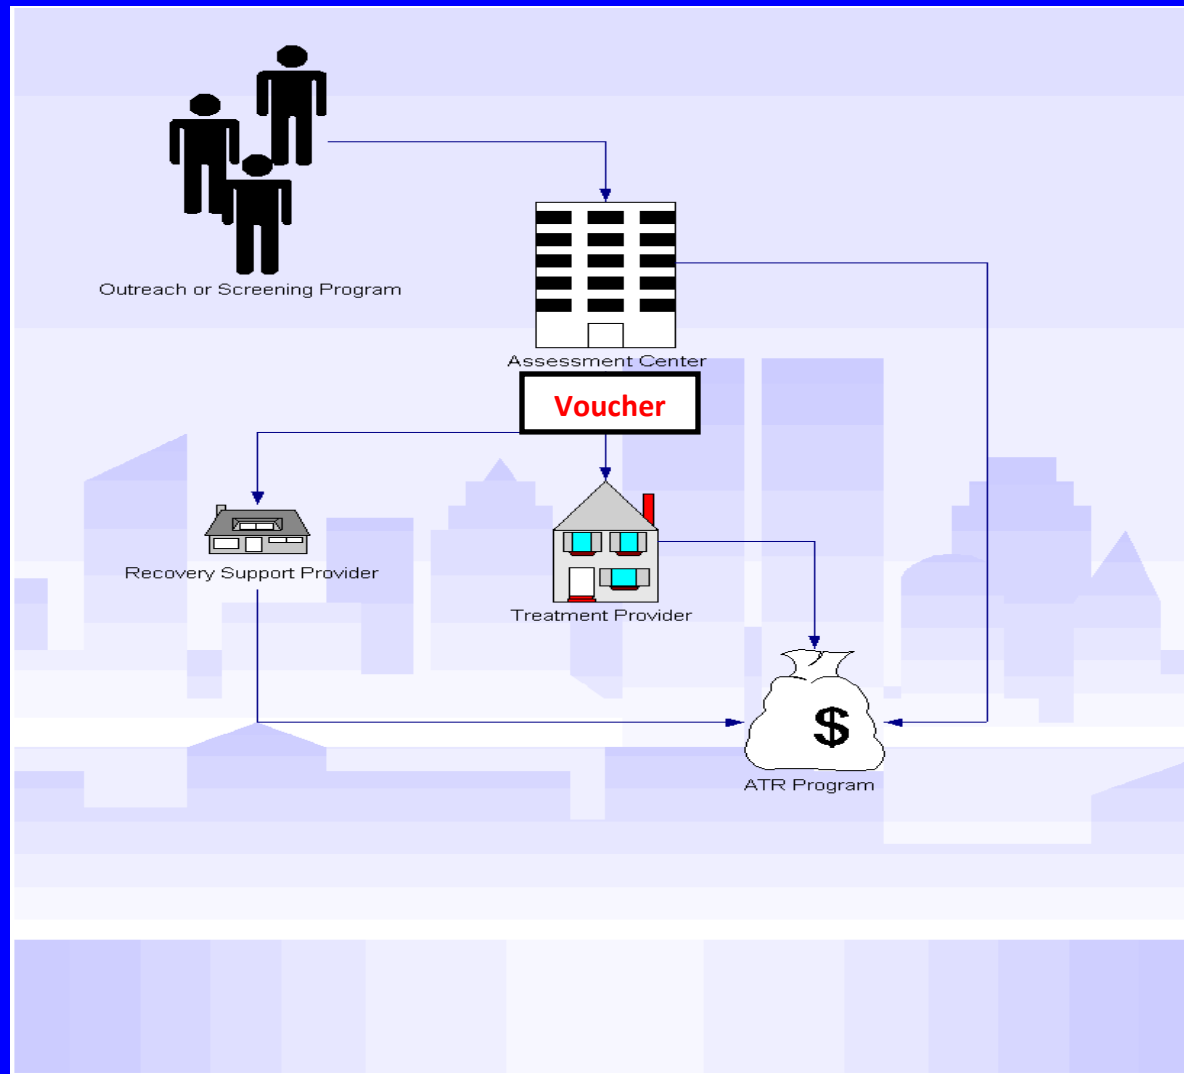 Outreach or Screening Program
Assessment Center
Voucher
Recovery Support Provider
Treatment Provider
$
ATR Program